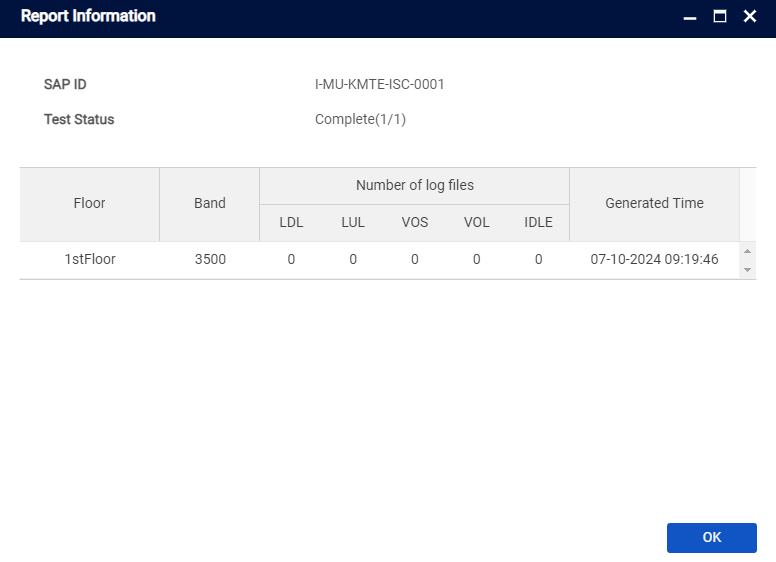 Report Information
SAP ID I-MU-KMTE-ISC-0001
Test Status Complete(1/1)
Floor Band Number of log files Generated Time
LDL LUL VOS VOL IDLE
1stFloor 3500 0 0 0 0 0 07-10-2024 09:19:46
OK